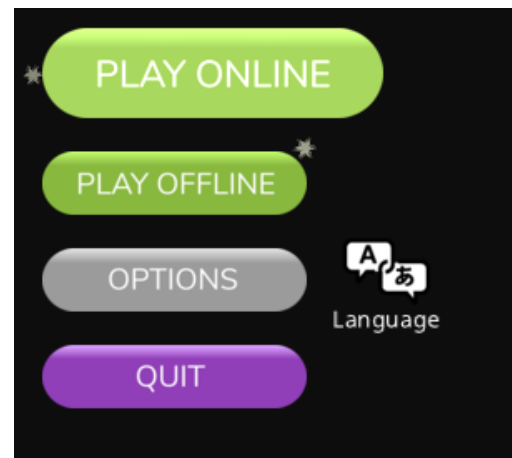 PLAY ONLINE
PLAY OFFLINE
OPTIONS
A
あ
Language
QUIT